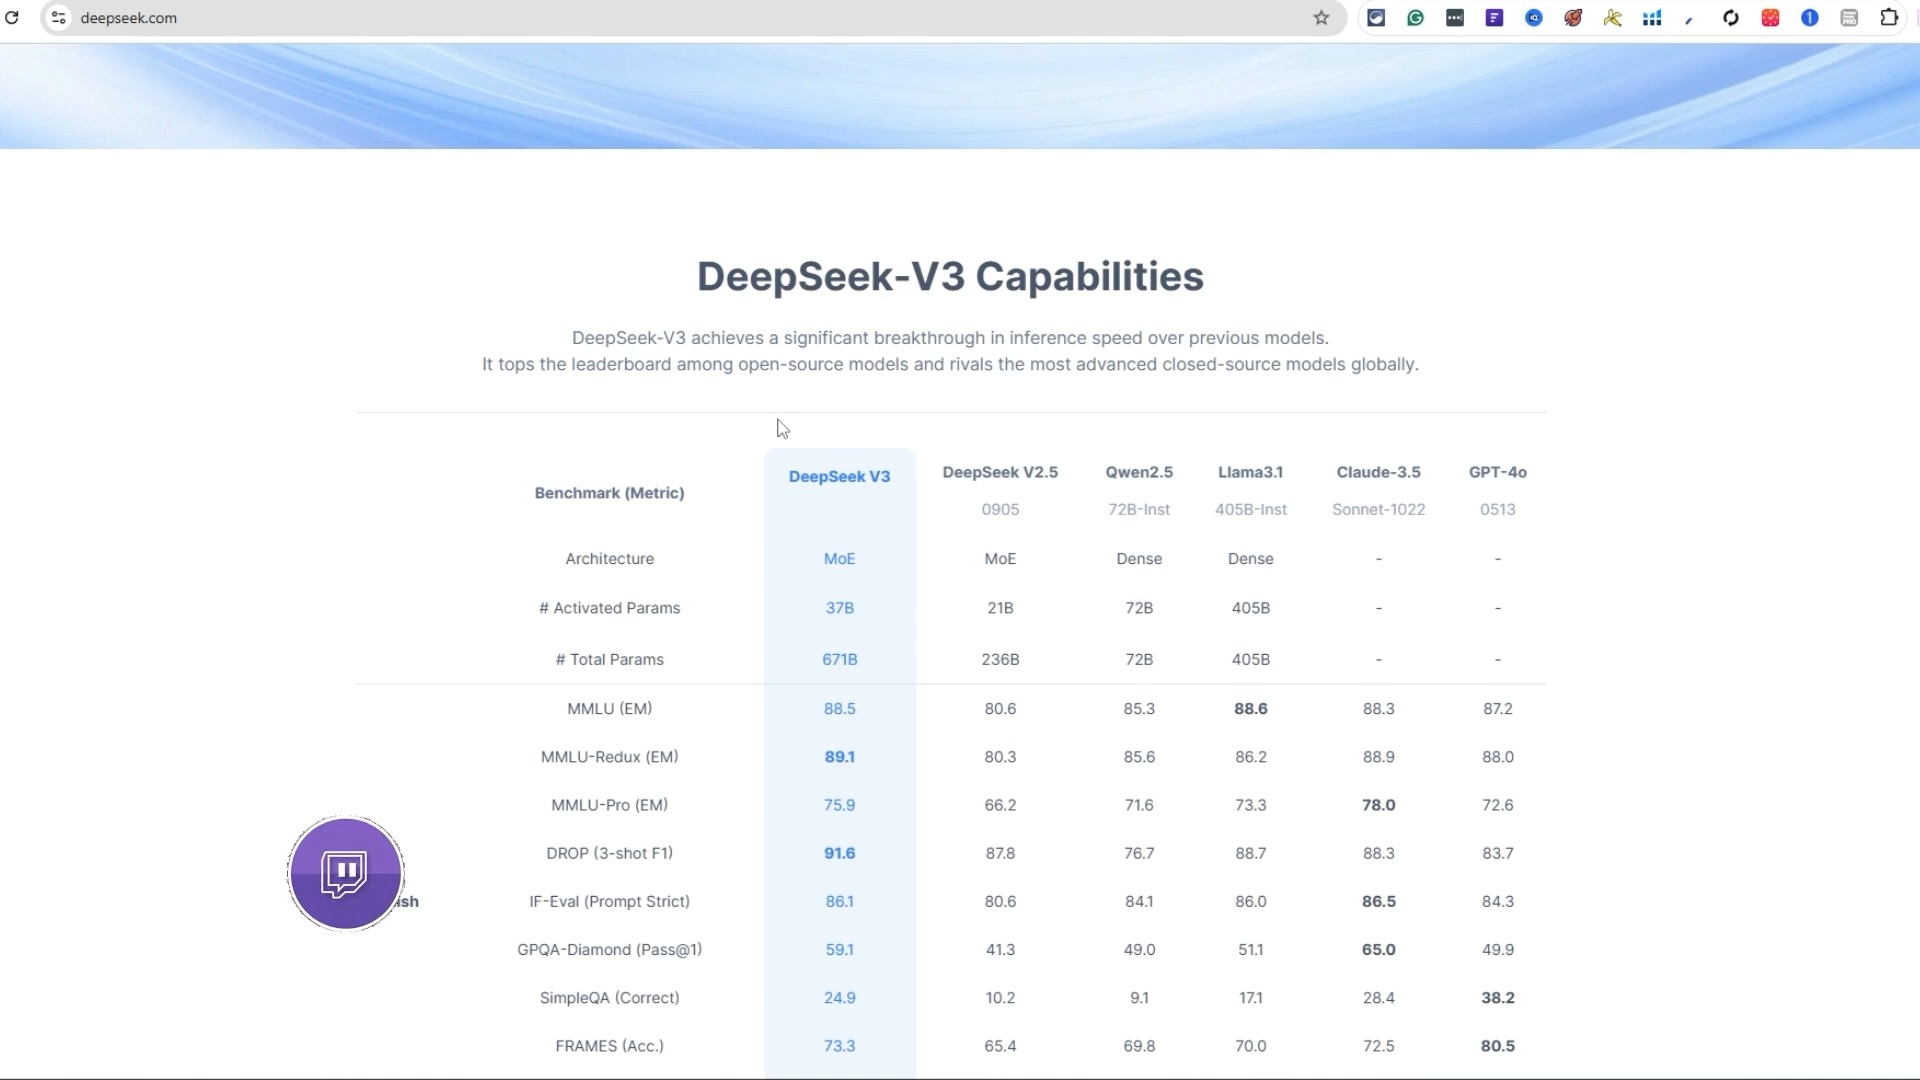 deepseek.com
DeepSeek-V3 Capabilities
DeepSeek-V3 achieves a significant breakthrough in inference speed over previous models.
It tops the leaderboard among open-source models and rivals the most advanced closed-source models globally.
Benchmark (Metric) DeepSeek V3 DeepSeek V2.5 Qwen2.5 Llama3.1 Claude-3.5 GPT-4o
0905 72B-Inst 405B-Inst Sonnet-1022 0513
Architecture MoE MoE Dense Dense - -
# Activated Params 37B 21B 72B 405B - -
# Total Params 671B 236B 72B 405B - -
MMLU (EM) 88.5 80.6 85.3 88.6 88.3 87.2
MMLU-Redux (EM) 89.1 80.3 85.6 86.2 88.9 88.0
MMLU-Pro (EM) 75.9 66.2 71.6 73.3 78.0 72.6
DROP (3-shot F1) 91.6 87.8 76.7 88.7 88.3 83.7
ish IF-Eval (Prompt Strict) 86.1 80.6 84.1 86.0 86.5 84.3
GPQA-Diamond (Pass@1) 59.1 41.3 49.0 51.1 65.0 49.9
SimpleQA (Correct) 24.9 10.2 9.1 17.1 28.4 38.2
FRAMES (Acc.) 73.3 65.4 69.8 70.0 72.5 80.5